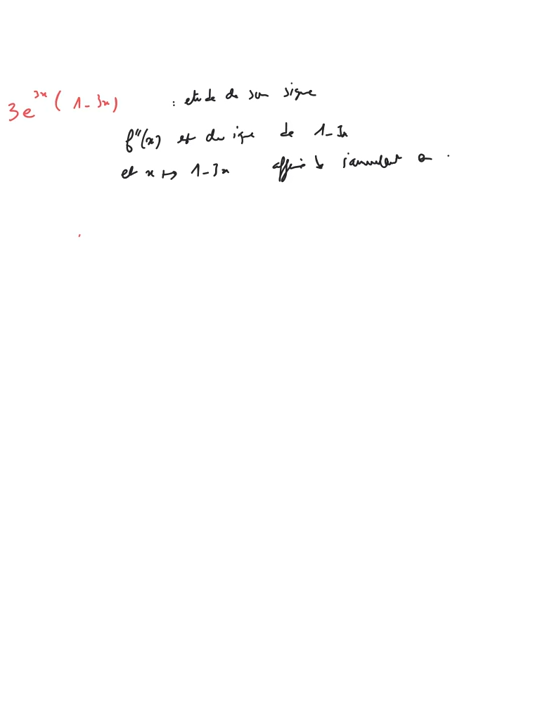 3e^3x (1-3x) : etude de son signe
f''(x) est du signe de 1-3x
et x ↦ 1-3x affine ↘ s'annulant en